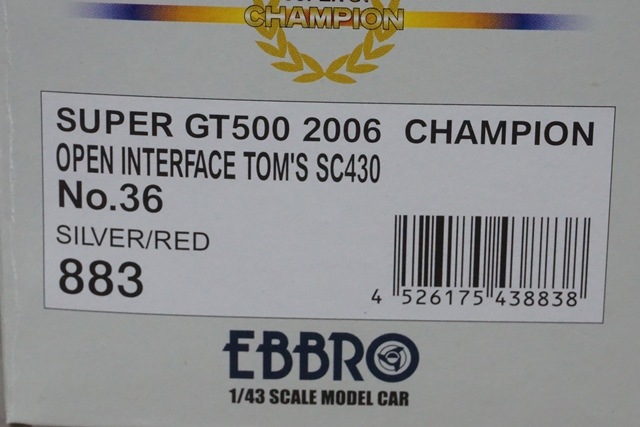 CHAMPION
SUPER GT500 2006 CHAMPION
OPEN INTERFACE TOM'S SC430
No.36
SILVER/RED
883
4 526175 438838
EBBRO
1/43 SCALE MODEL CAR